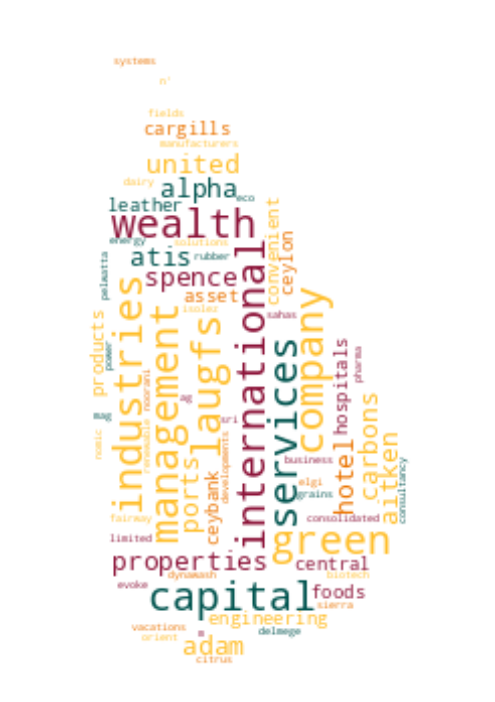 systems
n'
fields
cargills
manufacturers
united
dairy
alpha
eco
leather
wealth
convenient
energy
solutions
atis
rubber
ceylon
international
pelwatta
spence
industries
asset
company
management
isolez
products
laugfs
sahas
services
power
hospitals
pharma
noorani
renewable
ag
carbons
mag
sri
nomic
developments
aitken
hotel
ports
business
consultancy
ceybank
elgi
grains
fairway
consolidated
green
limited
properties
central
dynawash
biotech
evoke
capital
foods
sierra
engineering
vacations
m
delmege
orient
adam
citrus